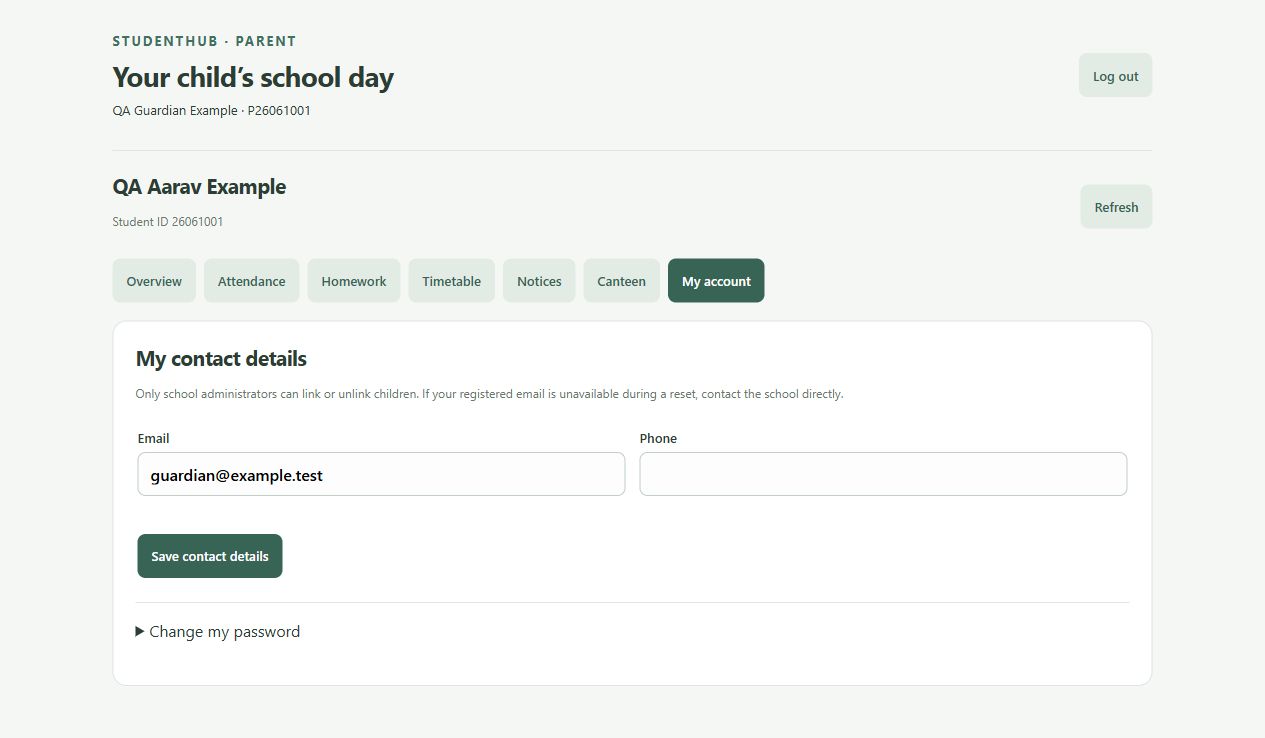 STUDENTHUB · PARENT
Your child’s school day
QA Guardian Example · P26061001
Log out
QA Aarav Example
Student ID 26061001
Refresh
Overview Attendance Homework Timetable Notices Canteen My account
My contact details
Only school administrators can link or unlink children. If your registered email is unavailable during a reset, contact the school directly.
Email Phone
guardian@example.test
Save contact details
Change my password